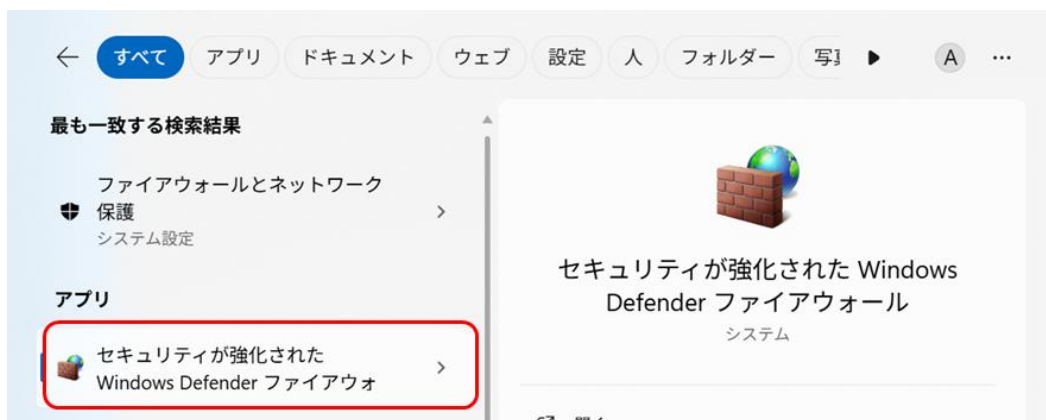 すべて アプリ ドキュメント ウェブ 設定 人 フォルダー A …
最も一致する検索結果
ファイアウォールとネットワーク
保護
システム設定
アプリ
セキュリティが強化された
Windows Defender ファイアウォ
セキュリティが強化された Windows
Defender ファイアウォール
システム